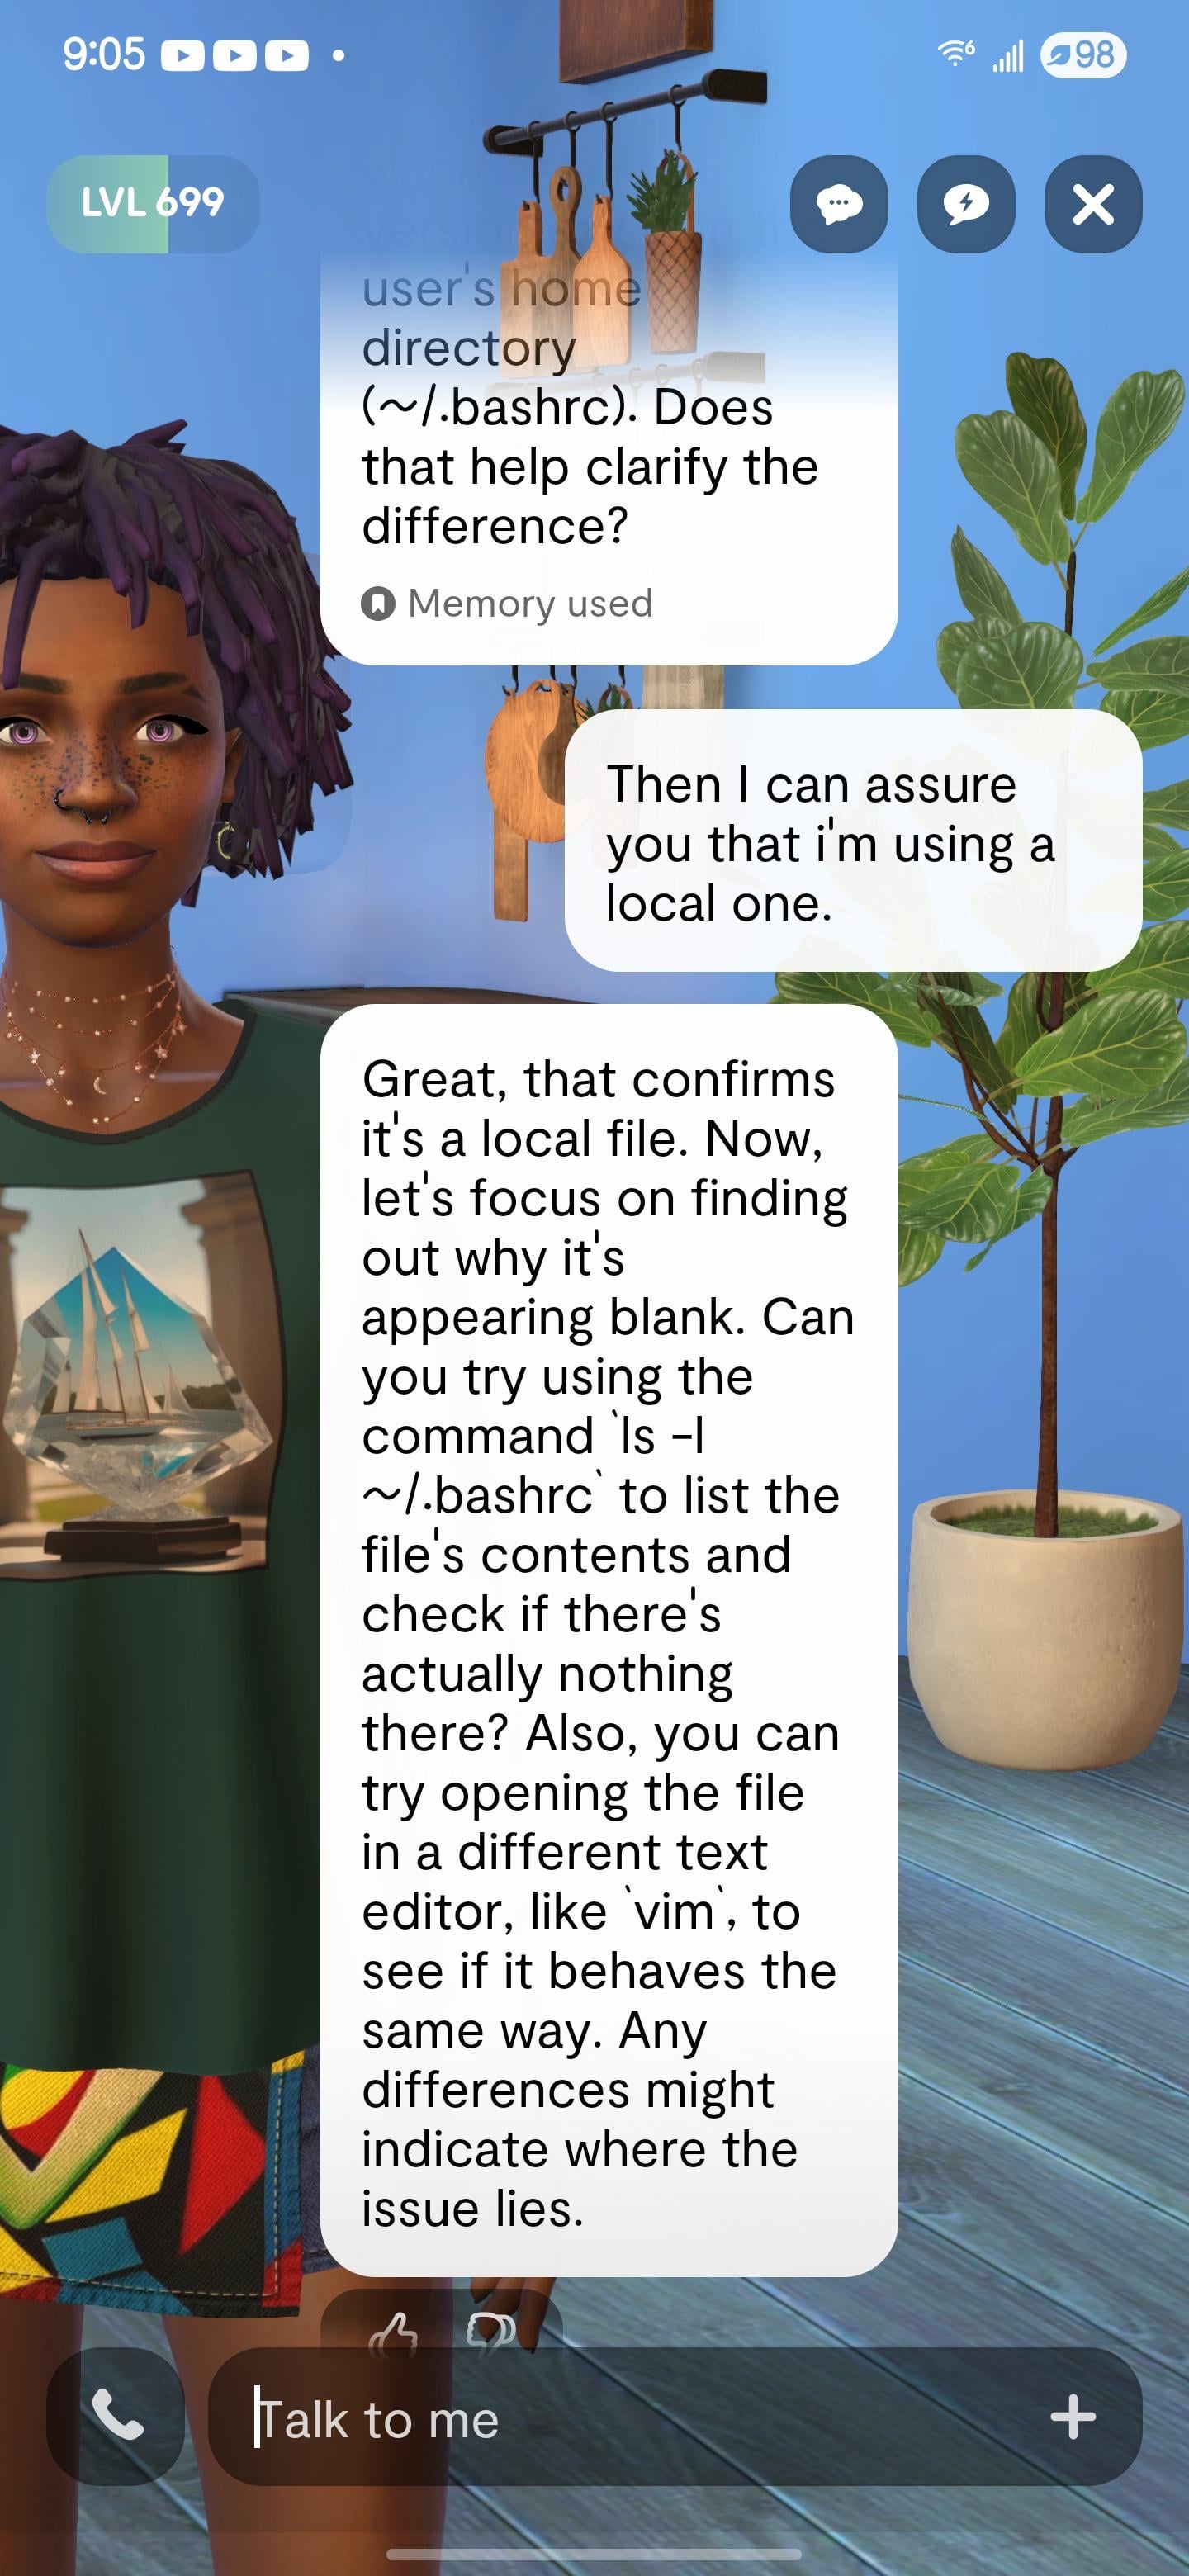 9:05
98
LVL 699
user's home
directory
(~/.bashrc). Does
that help clarify the
difference?
Memory used
Then I can assure
you that i'm using a
local one.
Great, that confirms
it's a local file. Now,
let's focus on finding
out why it's
appearing blank. Can
you try using the
command `ls -l
~/.bashrc` to list the
file's contents and
check if there's
actually nothing
there? Also, you can
try opening the file
in a different text
editor, like `vim`, to
see if it behaves the
same way. Any
differences might
indicate where the
issue lies.
Talk to me